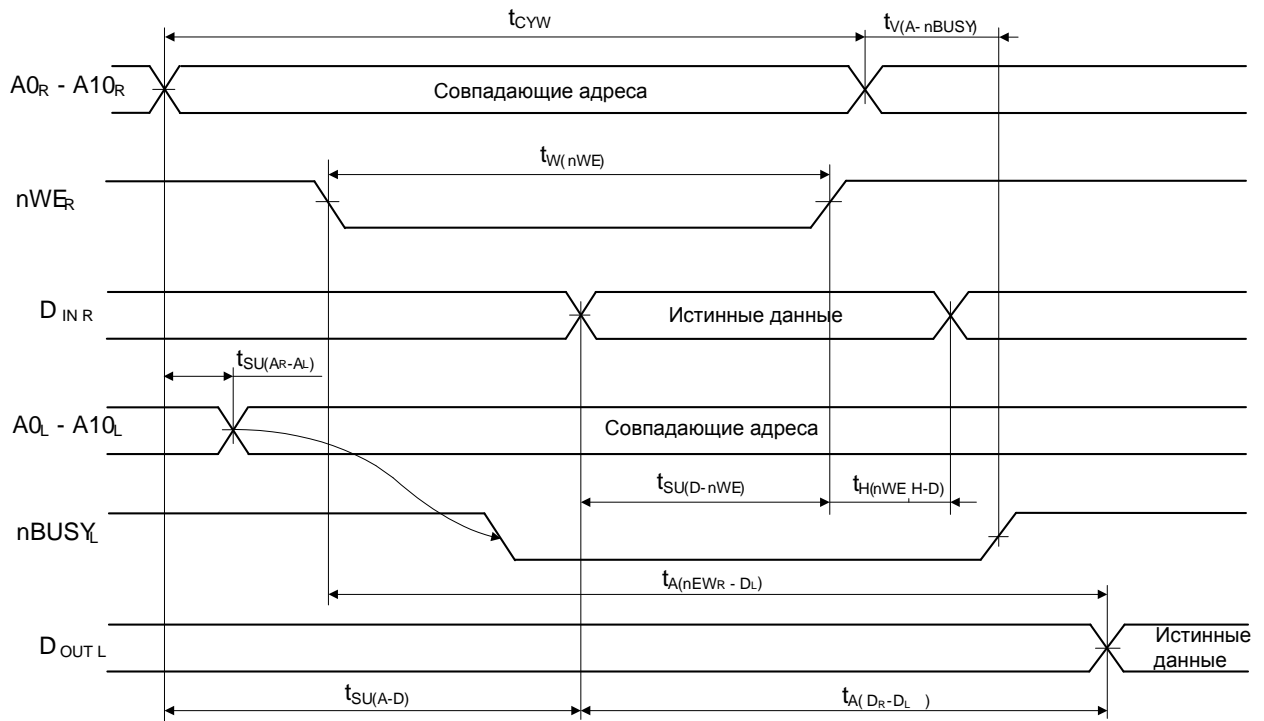 tCYW
tV(A- nBUSY)
A0R - A10R
Совпадающие адреса
tW( nWE)
nWER
D IN R
Истинные данные
tSU(AR-AL)
A0L - A10L
Совпадающие адреса
tSU(D-nWE)
tH(nWE H-D)
nBUSYL
tA(nEWR - DL)
D OUT L
Истинные
данные
tSU(A-D)
tA( DR-DL )